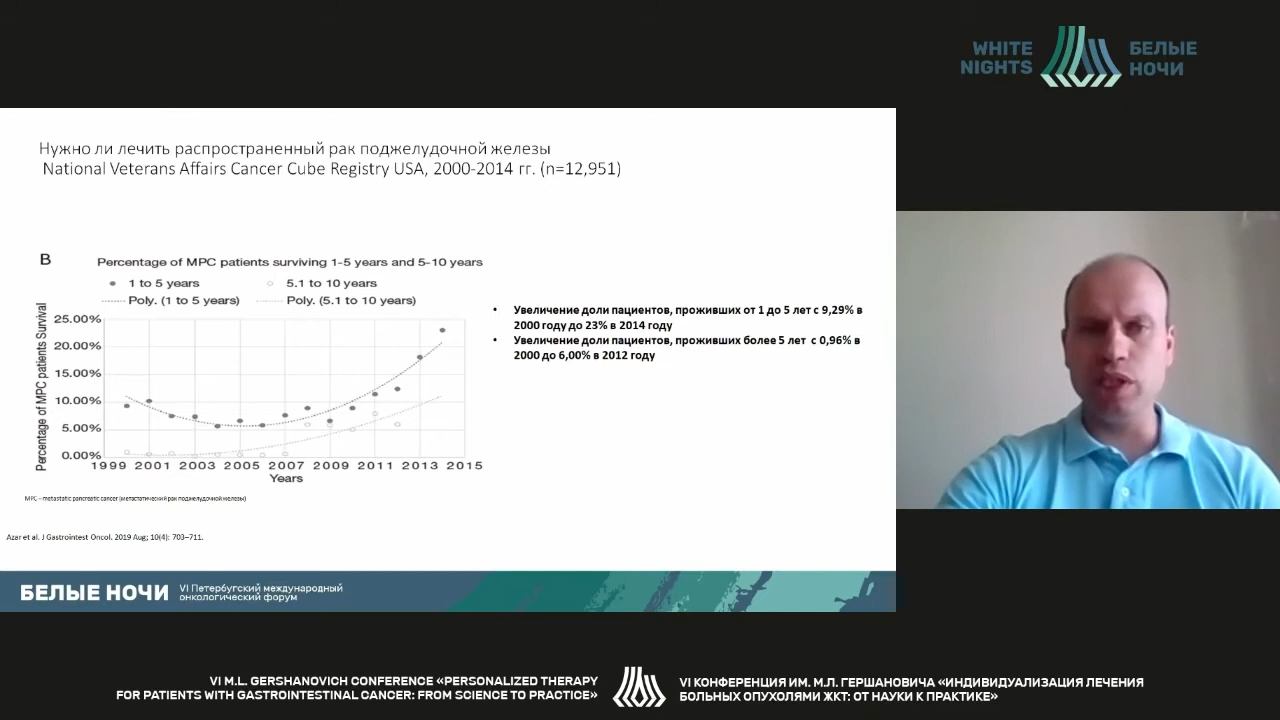 WHITE
NIGHTS
БЕЛЫЕ
НОЧИ
Нужно ли лечить распространенный рак поджелудочной железы
National Veterans Affairs Cancer Cube Registry USA, 2000-2014 гг. (n=12,951)
B
Percentage of MPC patients surviving 1-5 years and 5-10 years
1 to 5 years
5.1 to 10 years
Poly. (1 to 5 years)
Poly. (5.1 to 10 years)
Percentage of MPC patients Survival
25.00%
20.00%
15.00%
10.00%
5.00%
0.00%
1999 2001 2003 2005 2007 2009 2011 2013 2015
Years
• Увеличение доли пациентов, проживших от 1 до 5 лет с 9,29% в
2000 году до 23% в 2014 году
• Увеличение доли пациентов, проживших более 5 лет с 0,96% в
2000 до 6,00% в 2012 году
MPC – metastatic pancreatic cancer (метастатический рак поджелудочной железы)
Azar et al. J Gastrointest Oncol. 2019 Aug; 10(4): 703–711.
БЕЛЫЕ НОЧИ
VI Петербугский международный
онкологический форум
VI M.L. GERSHANOVICH CONFERENCE «PERSONALIZED THERAPY
FOR PATIENTS WITH GASTROINTESTINAL CANCER: FROM SCIENCE TO PRACTICE»
VI КОНФЕРЕНЦИЯ ИМ. М.Л. ГЕРШАНОВИЧА «ИНДИВИДУАЛИЗАЦИЯ ЛЕЧЕНИЯ
БОЛЬНЫХ ОПУХОЛЯМИ ЖКТ: ОТ НАУКИ К ПРАКТИКЕ»